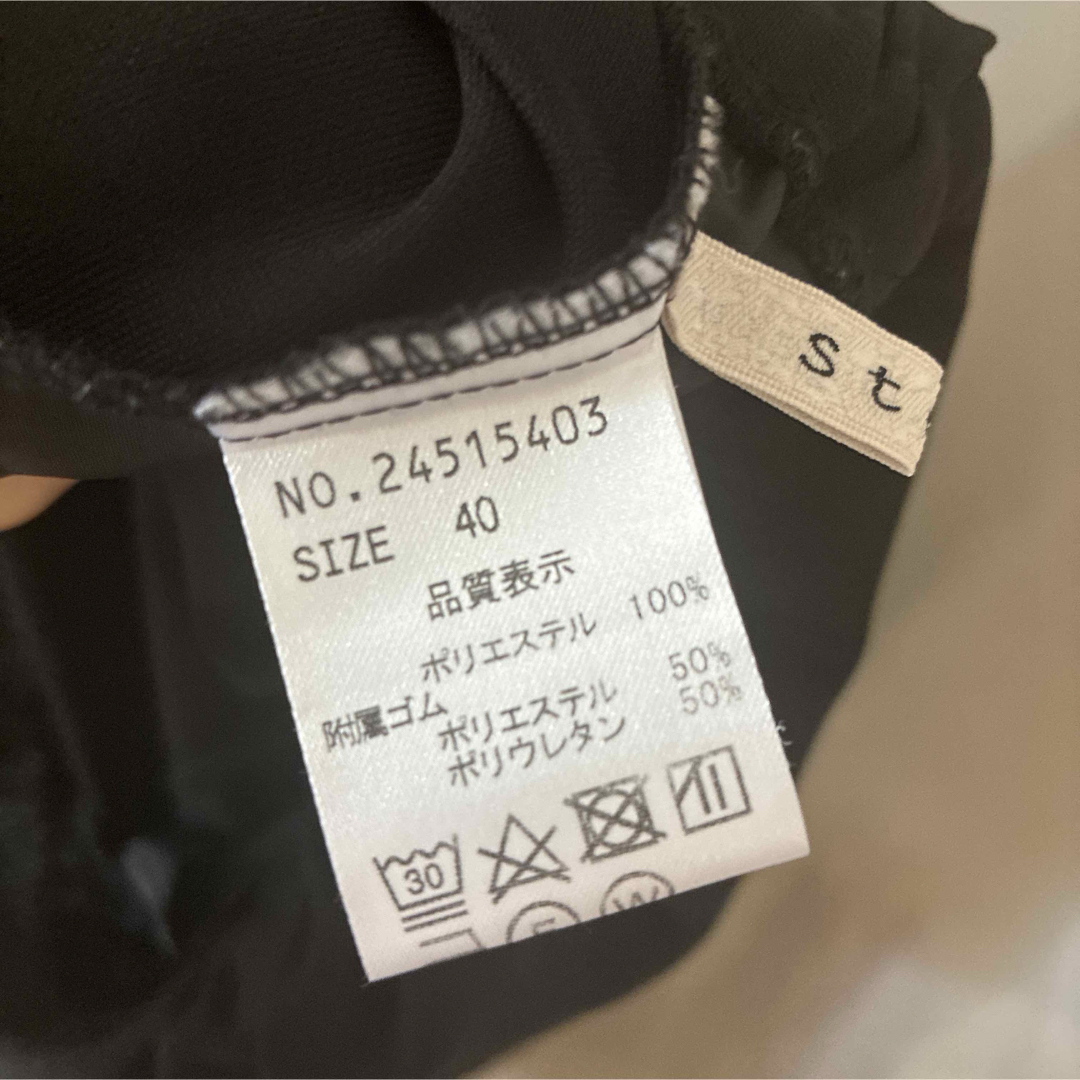 NO.24515403
SIZE 40
品質表示
ポリエステル 100%
附属ゴム
ポリエステル 50%
ポリウレタン 50%
30
F W
St